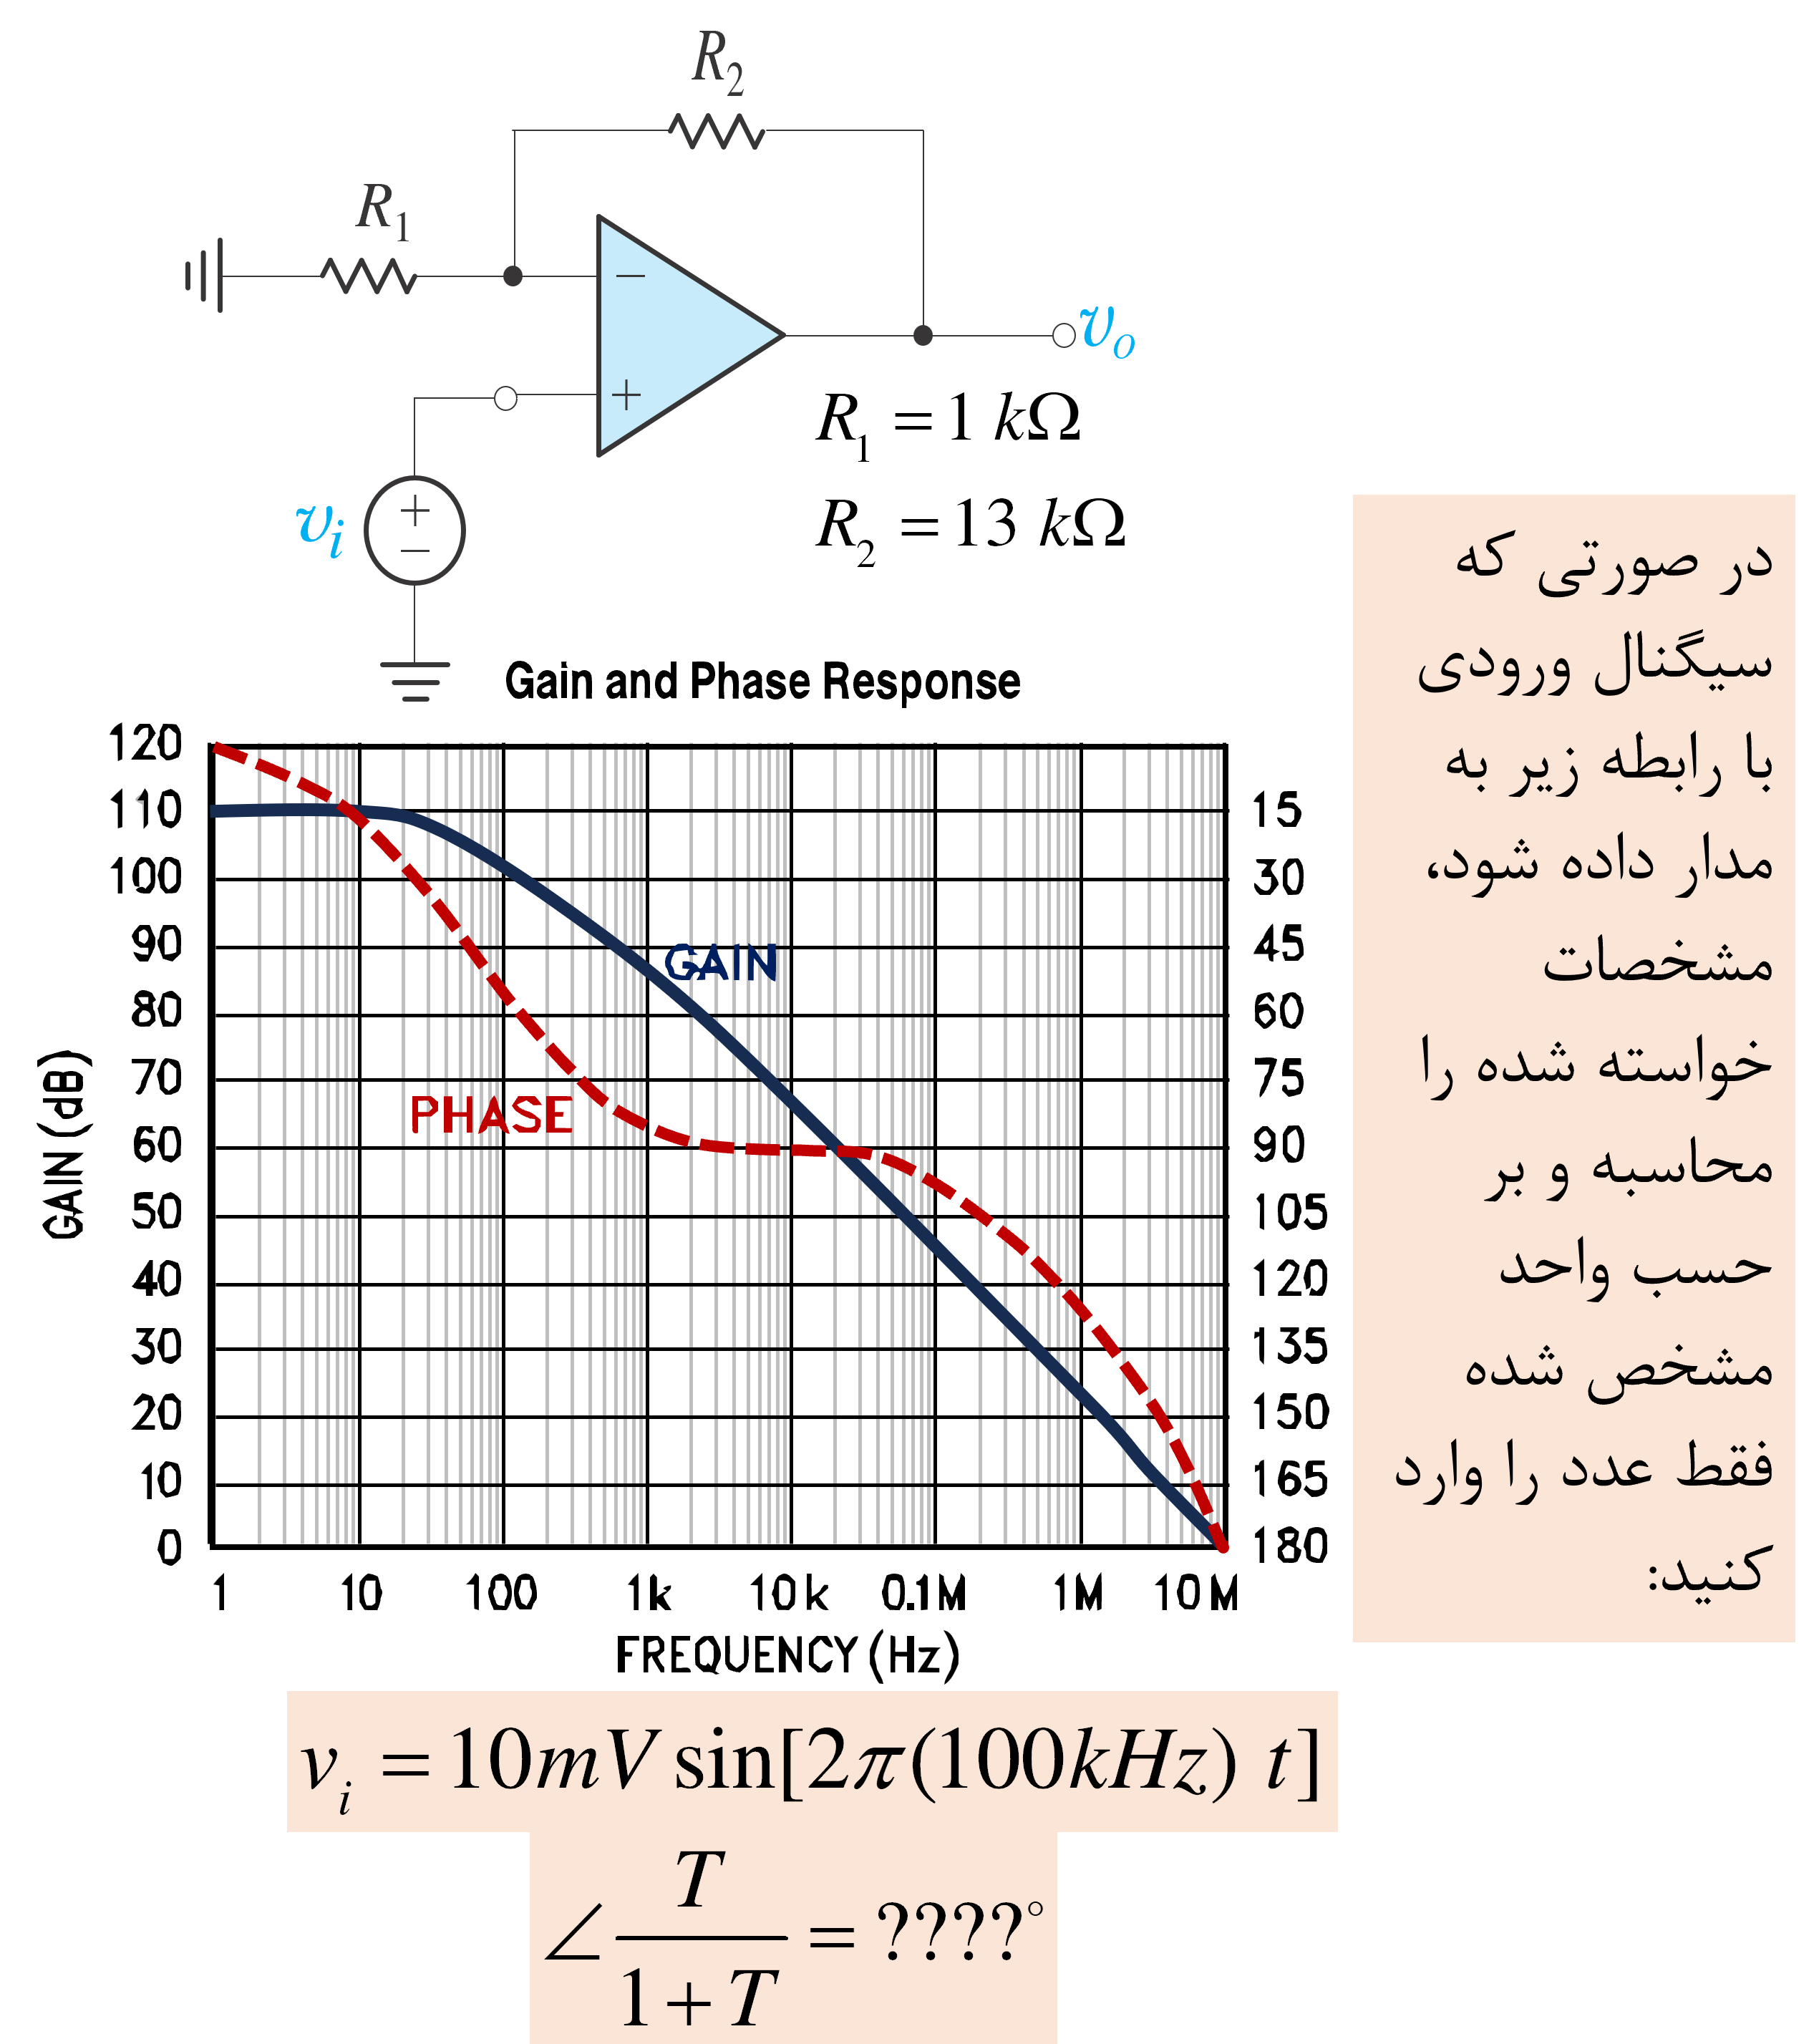 R2
R1
−
+
vo
R1 = 1 kΩ
R2 = 13 kΩ
vi
+
−
در صورتی که
سیگنال ورودی
با رابطه زیر به
مدار داده شود،
مشخصات
خواسته شده را
محاسبه و بر
حسب واحد
مشخص شده
فقط عدد را وارد
کنید:
Gain and Phase Response
120
110
100
90
80
70
60
50
40
30
20
10
0
GAIN (dB)
GAIN
PHASE
15
30
45
60
75
90
105
120
135
150
165
180
1 10 100 1k 10k 0.1M 1M 10M
FREQUENCY (Hz)
vi = 10mV sin[2π(100kHz) t]
∠ T / 1+T = ????°